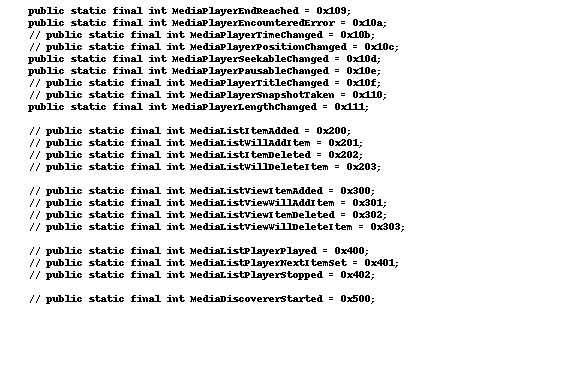 public static final int MediaPlayerEndReached = 0x109;
public static final int MediaPlayerEncounteredError = 0x10a;
// public static final int MediaPlayerTimeChanged = 0x10b;
// public static final int MediaPlayerPositionChanged = 0x10c;
public static final int MediaPlayerSeekableChanged = 0x10d;
public static final int MediaPlayerPausableChanged = 0x10e;
// public static final int MediaPlayerTitleChanged = 0x10f;
// public static final int MediaPlayerSnapshotTaken = 0x110;
public static final int MediaPlayerLengthChanged = 0x111;
// public static final int MediaListItemAdded = 0x200;
// public static final int MediaListWillAddItem = 0x201;
// public static final int MediaListItemDeleted = 0x202;
// public static final int MediaListWillDeleteItem = 0x203;
// public static final int MediaListViewItemAdded = 0x300;
// public static final int MediaListViewWillAddItem = 0x301;
// public static final int MediaListViewItemDeleted = 0x302;
// public static final int MediaListViewWillDeleteItem = 0x303;
// public static final int MediaListPlayerPlayed = 0x400;
// public static final int MediaListPlayerNextItemSet = 0x401;
// public static final int MediaListPlayerStopped = 0x402;
// public static final int MediaDiscovererStarted = 0x500;